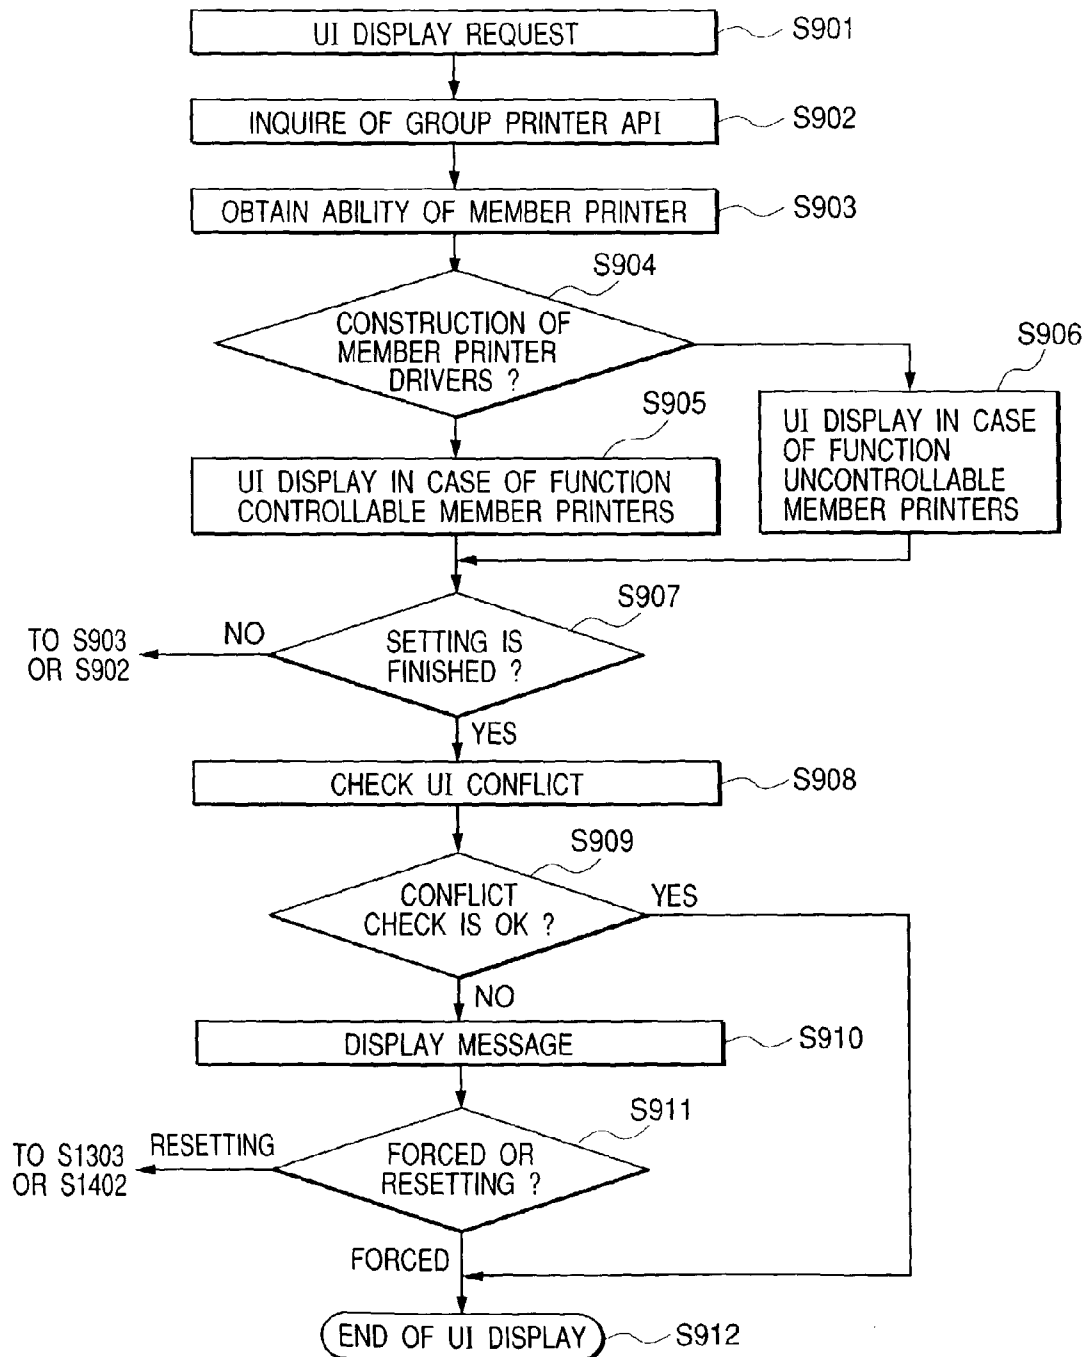 UI DISPLAY REQUEST
S901
INQUIRE OF GROUP PRINTER API
S902
OBTAIN ABILITY OF MEMBER PRINTER
S903
S904
CONSTRUCTION OF
MEMBER PRINTER
DRIVERS ?
S906
UI DISPLAY IN CASE
OF FUNCTION
UNCONTROLLABLE
MEMBER PRINTERS
S905
UI DISPLAY IN CASE OF FUNCTION
CONTROLLABLE MEMBER PRINTERS
S907
SETTING IS
FINISHED ?
NO
TO S903
OR S902
YES
CHECK UI CONFLICT
S908
S909
CONFLICT
CHECK IS OK ?
YES
NO
DISPLAY MESSAGE
S910
S911
FORCED OR
RESETTING ?
RESETTING
TO S1303
OR S1402
FORCED
END OF UI DISPLAY
S912